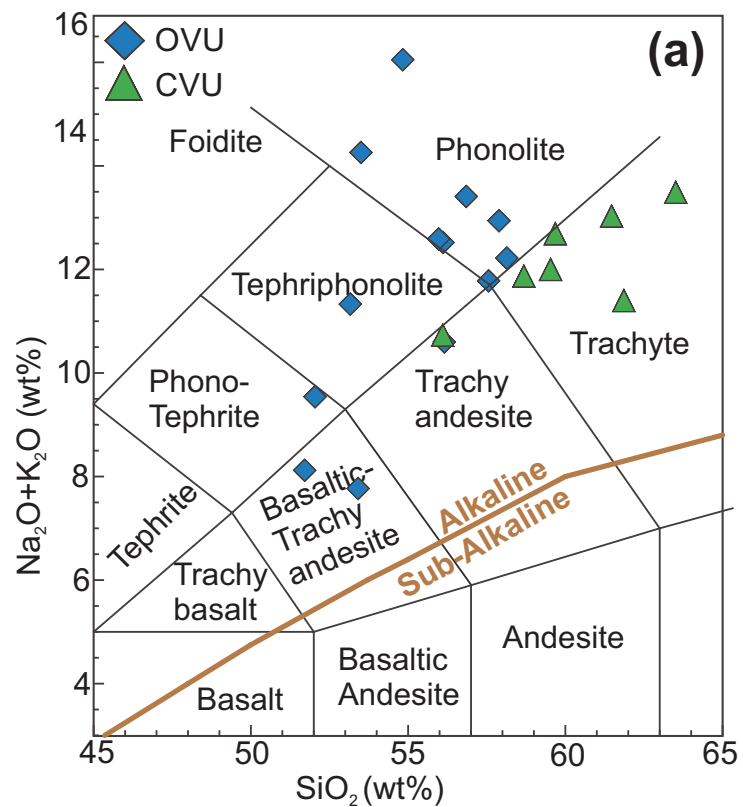 16
OVU
(a)
CVU
14
Foidite
Phonolite
12
Tephriphonolite
Trachyte
10
Phono-
Tephrite
Trachy
andesite
Na₂O+K₂O (wt%)
8
Basaltic-
Trachy
andesite
Alkaline
Sub-Alkaline
Tephrite
6
Trachy
basalt
Andesite
Basaltic
Andesite
4
Basalt
45
50
55
60
65
SiO₂ (wt%)